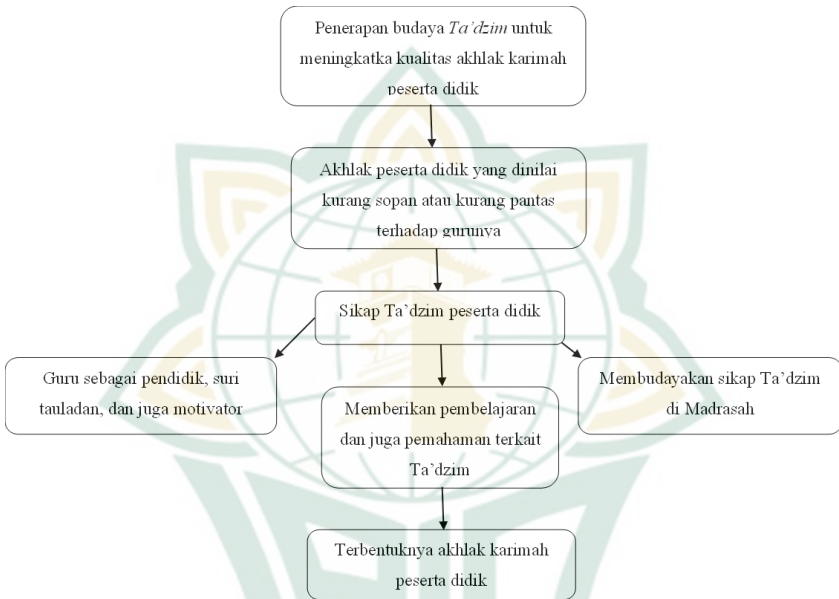 Penerapan budaya Ta’dzim untuk
meningkatka kualitas akhlak karimah
peserta didik
Akhlak peserta didik yang dinilai
kurang sopan atau kurang pantas
terhadap gurunya
Sikap Ta’dzim peserta didik
Guru sebagai pendidik, suri
tauladan, dan juga motivator
Memberikan pembelajaran
dan juga pemahaman terkait
Ta’dzim
Membudayakan sikap Ta’dzim
di Madrasah
Terbentuknya akhlak karimah
peserta didik